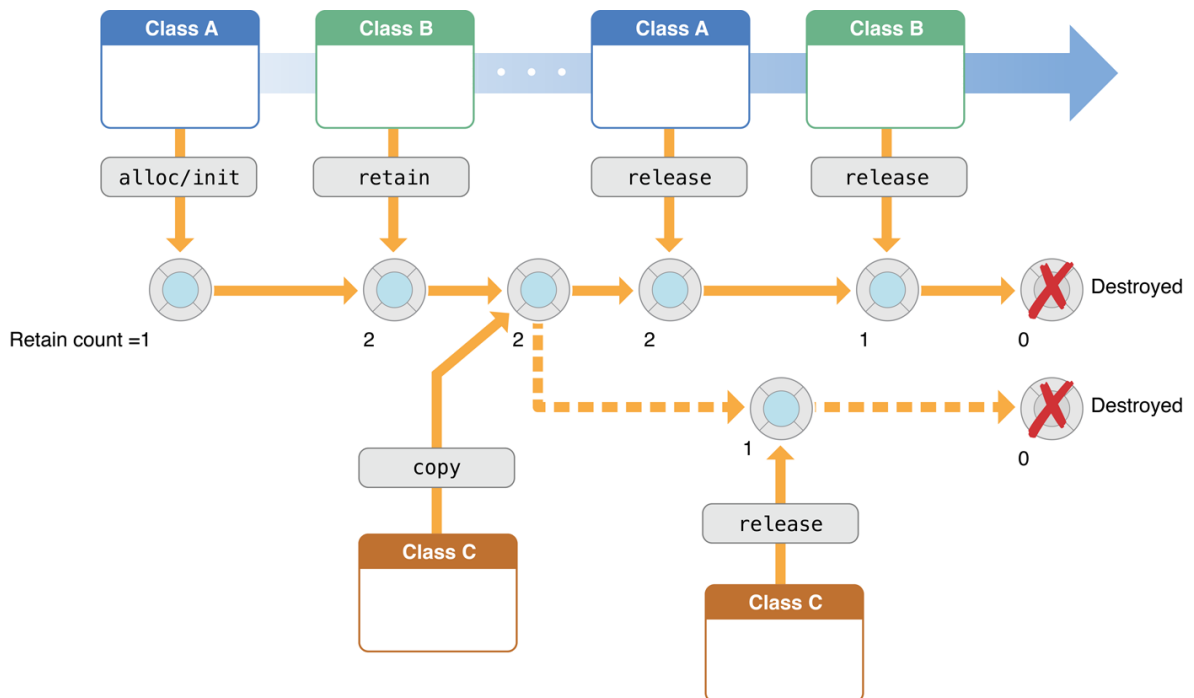 Class A
Class B
Class A
Class B
alloc/init
retain
release
release
Destroyed
Retain count =1
2
2
2
1
0
Destroyed
1
0
copy
release
Class C
Class C